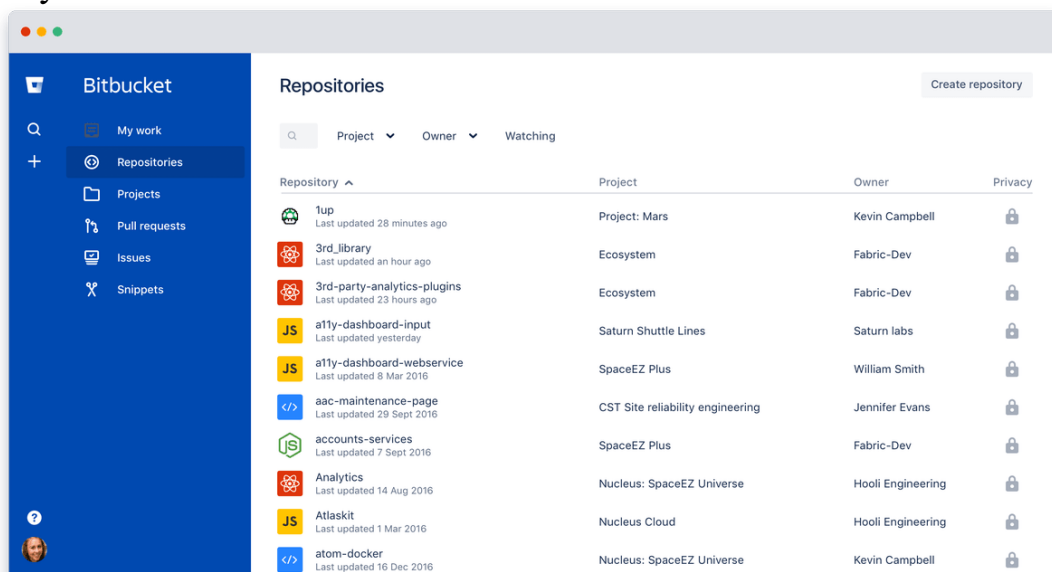 Bitbucket
My work
Repositories
Projects
Pull requests
Issues
Snippets
Repositories
Create repository
Project
Owner
Watching
Repository Project Owner Privacy
1up
Last updated 28 minutes ago
Project: Mars
Kevin Campbell
3rd_library
Last updated an hour ago
Ecosystem
Fabric-Dev
3rd-party-analytics-plugins
Last updated 23 hours ago
Ecosystem
Fabric-Dev
JS
a11y-dashboard-input
Last updated yesterday
Saturn Shuttle Lines
Saturn labs
JS
a11y-dashboard-webservice
Last updated 8 Mar 2016
SpaceEZ Plus
William Smith
</>
aac-maintenance-page
Last updated 29 Sept 2016
CST Site reliability engineering
Jennifer Evans
JS
accounts-services
Last updated 7 Sept 2016
SpaceEZ Plus
Fabric-Dev
Analytics
Last updated 14 Aug 2016
Nucleus: SpaceEZ Universe
Hooli Engineering
JS
Atlaskit
Last updated 1 Mar 2016
Nucleus Cloud
Hooli Engineering
</>
atom-docker
Last updated 16 Dec 2016
Nucleus: SpaceEZ Universe
Kevin Campbell